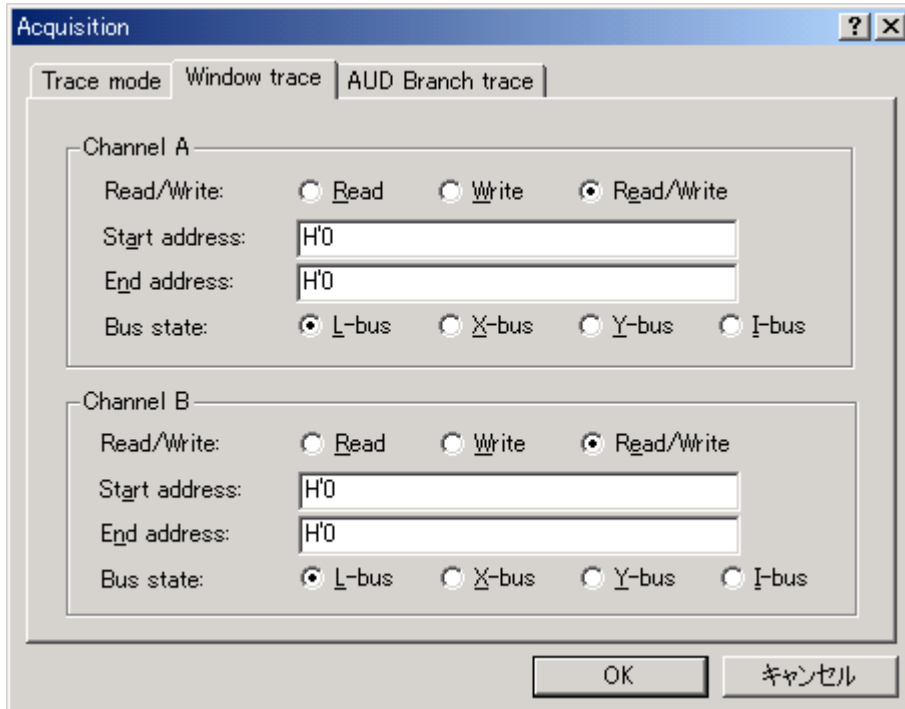 Acquisition
Trace mode Window trace AUD Branch trace
Channel A
Read/Write: Read Write Read/Write
Start address: H'0
End address: H'0
Bus state: L-bus X-bus Y-bus I-bus
Channel B
Read/Write: Read Write Read/Write
Start address: H'0
End address: H'0
Bus state: L-bus X-bus Y-bus I-bus
OK キャンセル